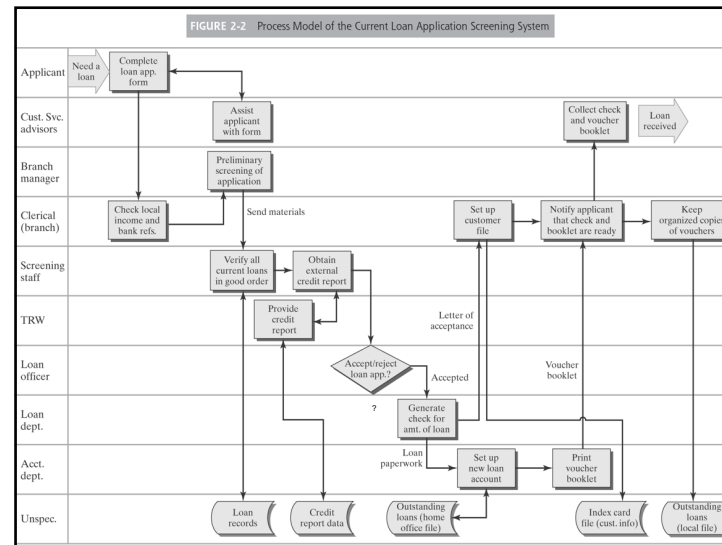 FIGURE 2-2 Process Model of the Current Loan Application Screening System
Applicant
Need a
loan
Complete
loan app.
form
Cust. Svc.
advisors
Assist
applicant
with form
Collect check
and voucher
booklet
Loan
received
Branch
manager
Preliminary
screening of
application
Clerical
(branch)
Check local
income and
bank refs.
Send materials
Set up
customer
file
Notify applicant
that check and
booklet are ready
Keep
organized copies
of vouchers
Screening
staff
Verify all
current loans
in good order
Obtain
external
credit report
TRW
Provide
credit
report
Letter of
acceptance
Loan
officer
Accept/reject
loan app.?
Accepted
Voucher
booklet
Loan
dept.
?
Generate
check for
amt. of loan
Acct.
dept.
Loan
paperwork
Set up
new loan
account
Print
voucher
booklet
Unspec.
Loan
records
Credit
report data
Outstanding
loans (home
office file)
Index card
file (cust. info)
Outstanding
loans
(local file)